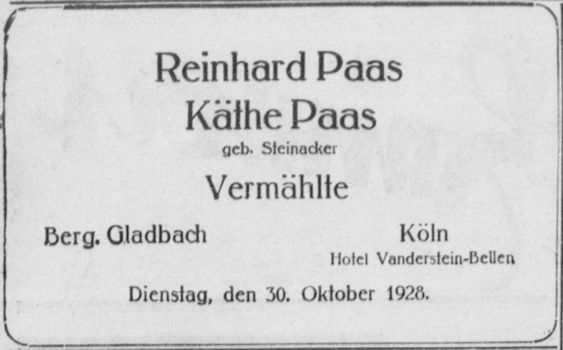 Reinhard Paas
Käthe Paas
geb. Steinacker
Vermählte
Berg. Gladbach
Köln
Hotel Vanderstein-Bellen
Dienstag, den 30. Oktober 1928.